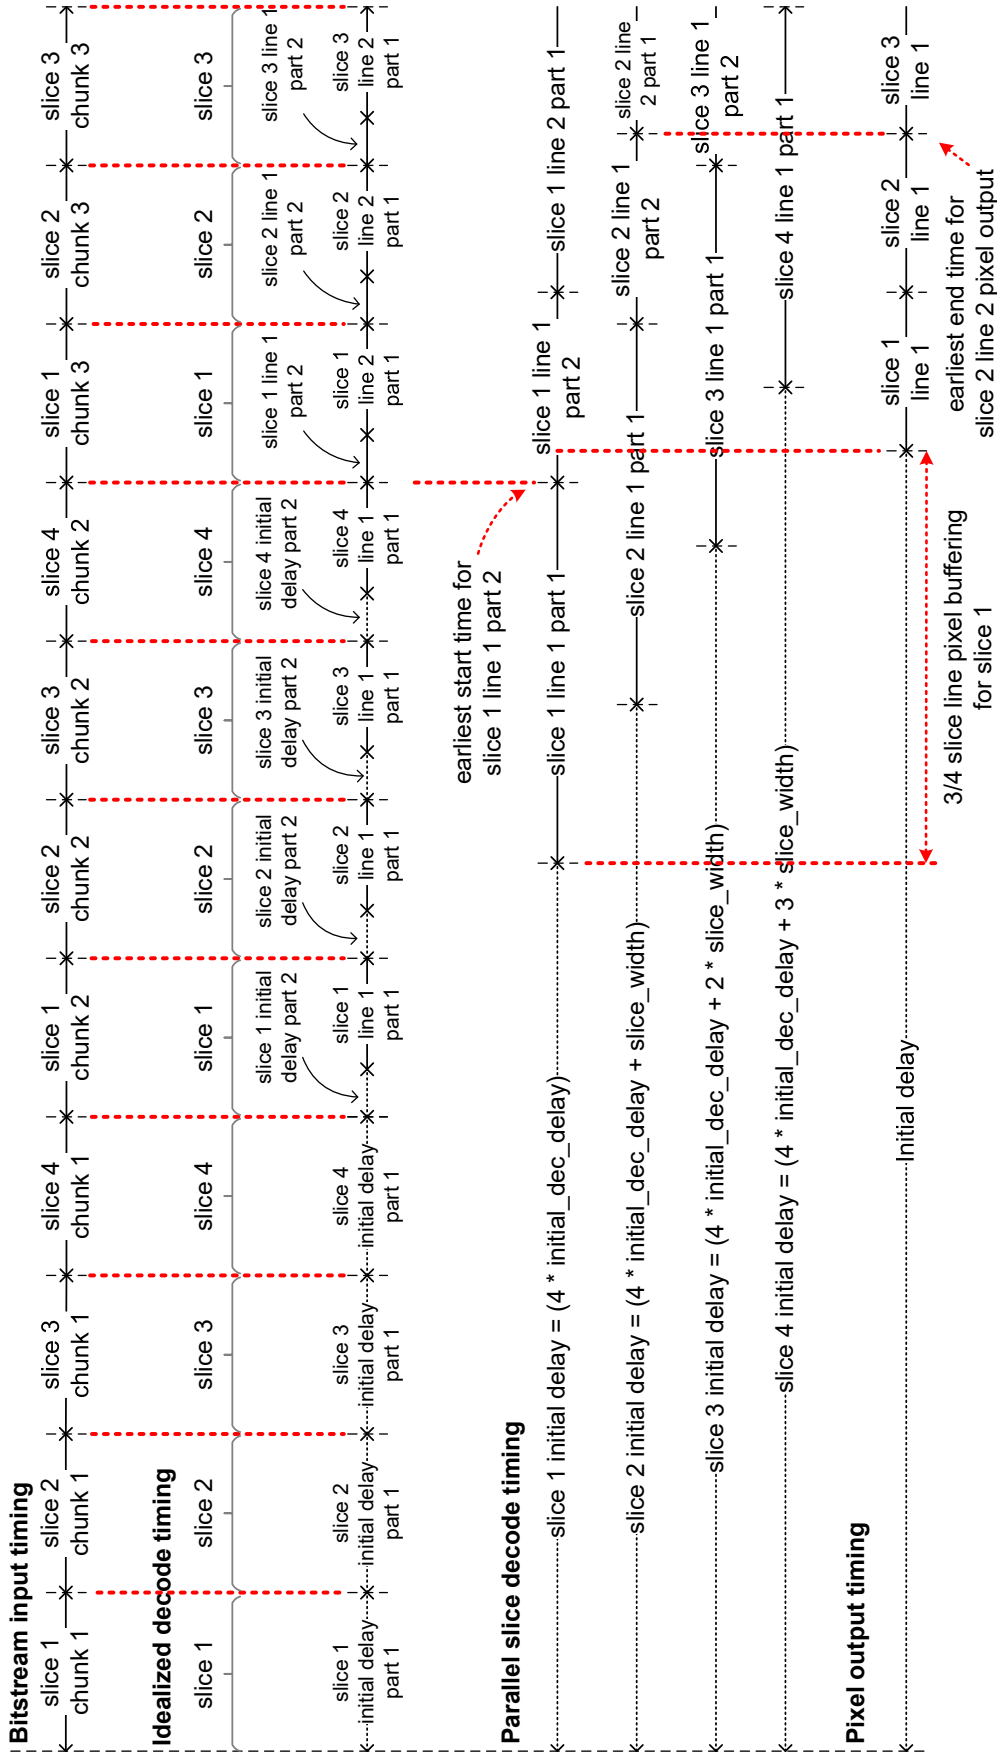 Bitstream input timing
slice 1
chunk 1
slice 2
chunk 1
slice 3
chunk 1
slice 4
chunk 1
slice 1
chunk 2
slice 2
chunk 2
slice 3
chunk 2
slice 4
chunk 2
slice 1
chunk 3
slice 2
chunk 3
slice 3
chunk 3
Idealized decode timing
slice 1
slice 2
slice 3
slice 4
slice 1
slice 2
slice 3
slice 4
slice 1
slice 2
slice 3
slice 1 initial
delay part2
slice 2 initial
delay part2
slice 3 initial
delay part2
slice 4 initial
delay part2
slice 1 line 1
part 2
slice 2 line 1
part 2
slice 3 line 1
part 2
slice 1
initial delay
part 1
slice 2
initial delay
part 1
slice 3
initial delay
part 1
slice 4
initial delay
part 1
slice 1
line 1
part 1
slice 2
line 1
part 1
slice 3
line 1
part 1
slice 4
line 1
part 1
slice 1
line 2
part 1
slice 2
line 2
part 1
slice 3
line 2
part 1
earliest start time for
slice 1 line 1 part 2
Parallel slice decode timing
slice 1 initial delay = (4 * initial_dec_delay)
slice 1 line 1 part 1
slice 1 line 1
part 2
slice 1 line 2 part 1
slice 2 initial delay = (4 * initial_dec_delay + slice_width)
slice 2 line 1 part 1
slice 2 line 1
part 2
slice 2 line
2 part 1
slice 3 initial delay = (4 * initial_dec_delay + 2 * slice_width)
slice 3 line 1 part 1
slice 3 line 1
part 2
slice 4 initial delay = (4 * initial_dec_delay + 3 * slice_width)
slice 4 line 1 part 1
Pixel output timing
Initial delay
slice 1
line 1
slice 2
line 1
slice 3
line 1
3/4 slice line pixel buffering
for slice 1
earliest end time for
slice 2 line 2 pixel output